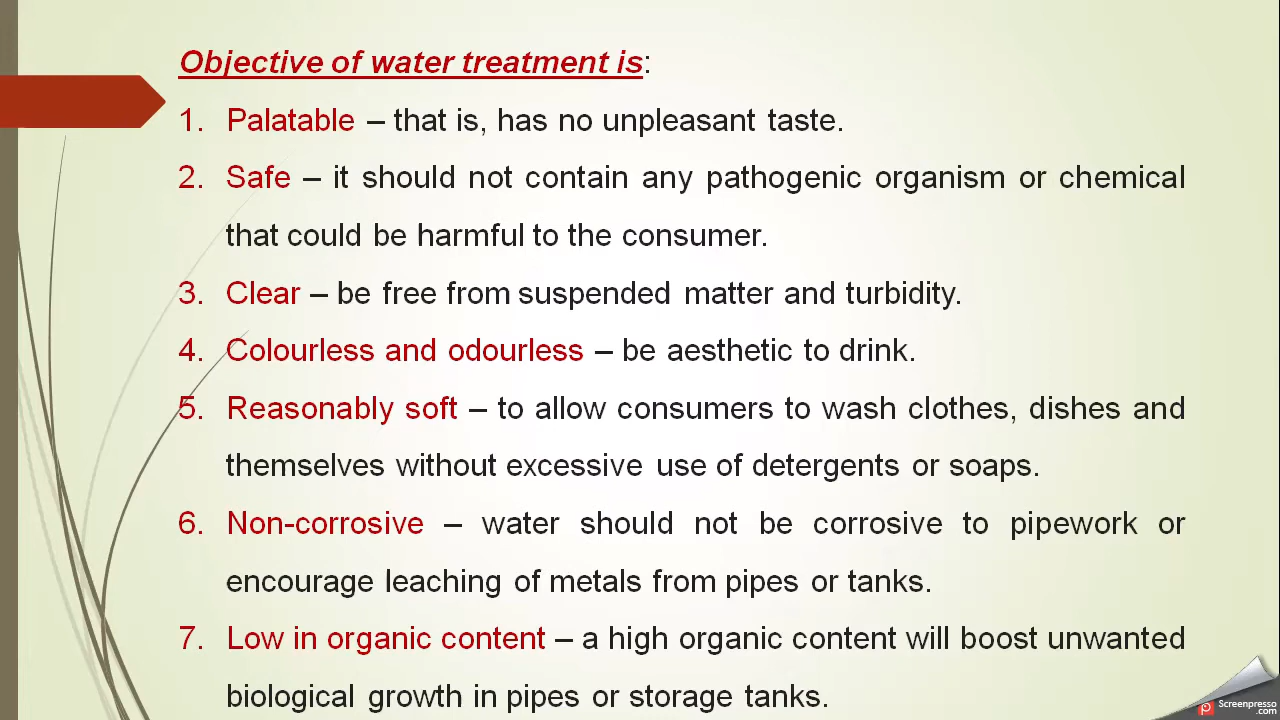 Objective of water treatment is:
1. Palatable – that is, has no unpleasant taste.
2. Safe – it should not contain any pathogenic organism or chemical
that could be harmful to the consumer.
3. Clear – be free from suspended matter and turbidity.
4. Colourless and odourless – be aesthetic to drink.
5. Reasonably soft – to allow consumers to wash clothes, dishes and
themselves without excessive use of detergents or soaps.
6. Non-corrosive – water should not be corrosive to pipework or
encourage leaching of metals from pipes or tanks.
7. Low in organic content – a high organic content will boost unwanted
biological growth in pipes or storage tanks.
Screenpresso
.com